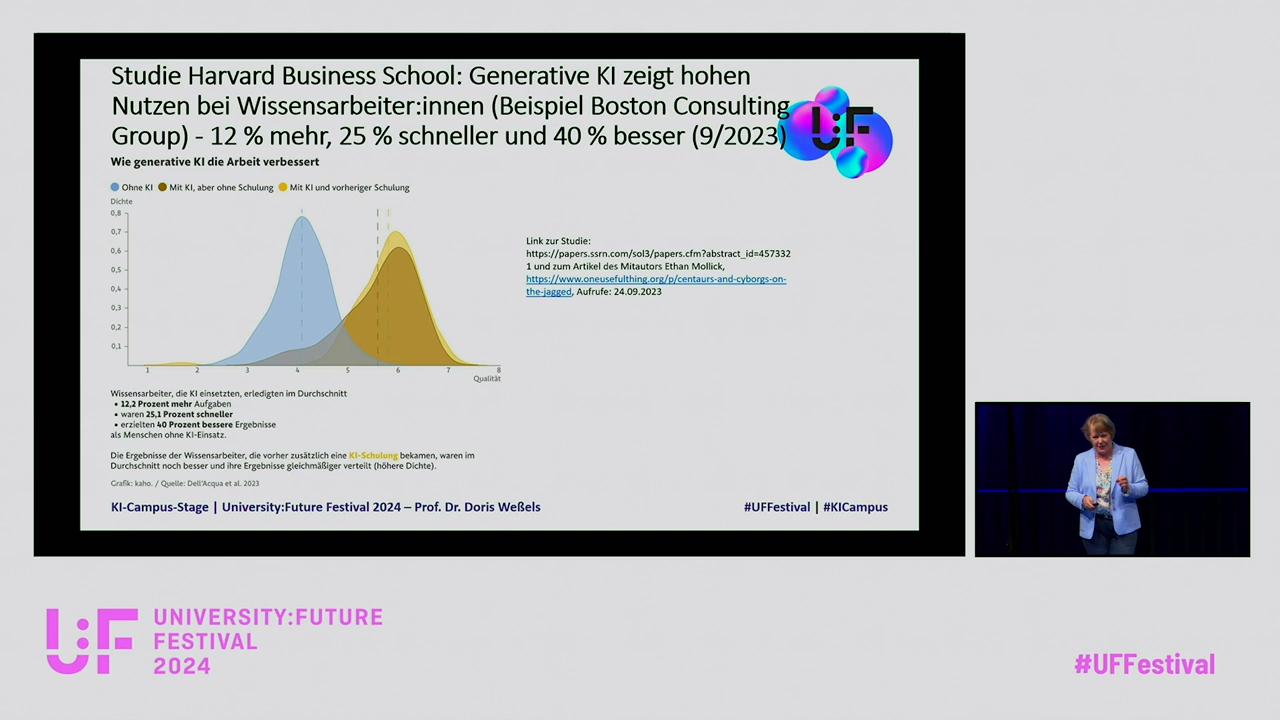 Studie Harvard Business School: Generative KI zeigt hohen
Nutzen bei Wissensarbeiter:innen (Beispiel Boston Consulting
Group) - 12 % mehr, 25 % schneller und 40 % besser (9/2023)
U:F
Wie generative KI die Arbeit verbessert
Ohne KI Mit KI, aber ohne Schulung Mit KI und vorheriger Schulung
Dichte
0,8
0,7
0,6
0,5
0,4
0,3
0,2
0,1
1 2 3 4 5 6 7 8
Qualität
Link zur Studie:
https://papers.ssrn.com/sol3/papers.cfm?abstract_id=457332
1 und zum Artikel des Mitautors Ethan Mollick,
https://www.oneusefulthing.org/p/centaurs-and-cyborgs-on-
the-jagged, Aufrufe: 24.09.2023
Wissensarbeiter, die KI einsetzten, erledigten im Durchschnitt
• 12,2 Prozent mehr Aufgaben
• waren 25,1 Prozent schneller
• erzielten 40 Prozent bessere Ergebnisse
als Menschen ohne KI-Einsatz.
Die Ergebnisse der Wissensarbeiter, die vorher zusätzlich eine KI-Schulung bekamen, waren im
Durchschnitt noch besser und ihre Ergebnisse gleichmäßiger verteilt (höhere Dichte).
Grafik: kaho. / Quelle: Dell'Acqua et al. 2023
KI-Campus-Stage | University:Future Festival 2024 – Prof. Dr. Doris Weßels
#UFFestival | #KICampus
U:F
UNIVERSITY:FUTURE
FESTIVAL
2024
#UFFestival